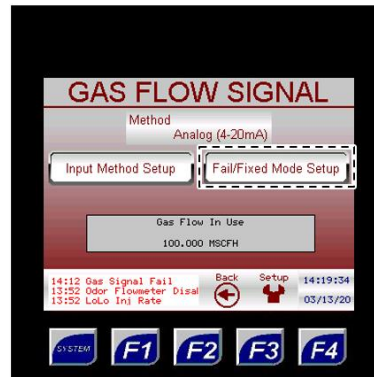 GAS FLOW SIGNAL
Method
Analog (4-20mA)
Input Method Setup
Fail/Fixed Mode Setup
Gas Flow In Use
100.000 MSCFH
14:12 Gas Signal Fail
13:52 Odor Flowmeter Disal
13:52 LoLo Inj Rate
Back
Setup
14:19:34
03/13/20
SYSTEM
F1
F2
F3
F4